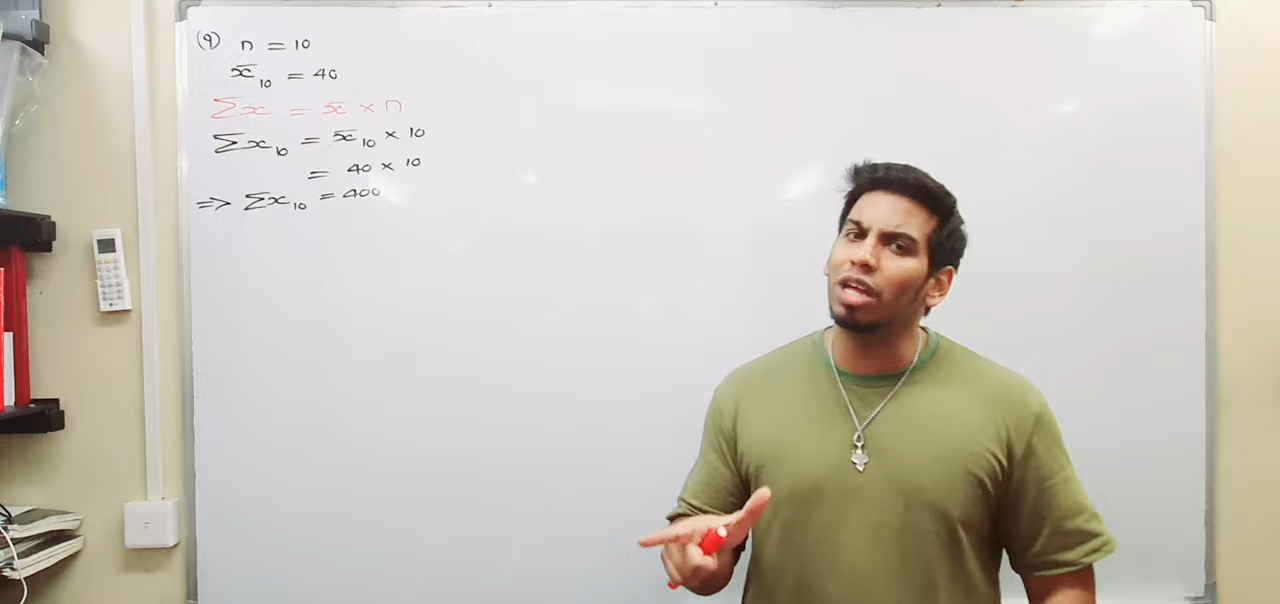 (9) n = 10
x̄₁₀ = 40
Σx = x̄ × n
Σx₁₀ = x̄₁₀ × 10
= 40 × 10
=> Σx₁₀ = 400